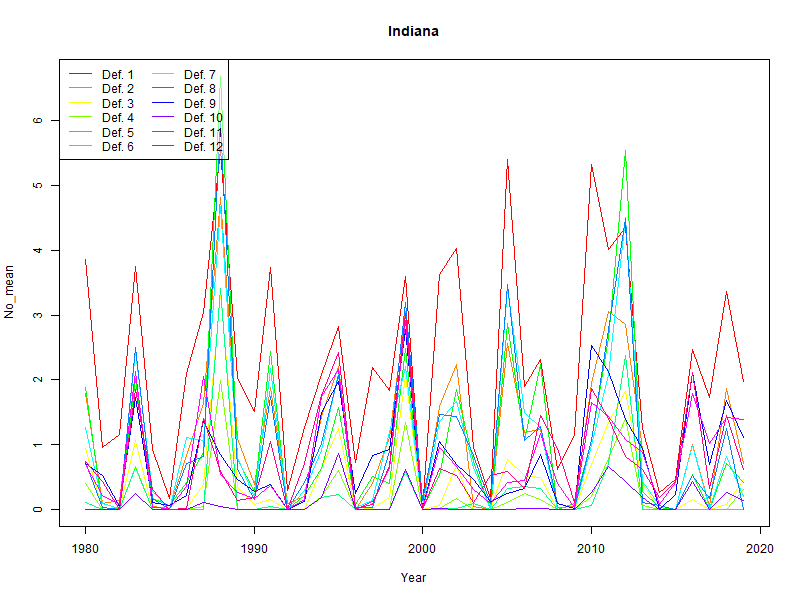 Indiana
Def. 1 Def. 7
Def. 2 Def. 8
Def. 3 Def. 9
Def. 4 Def. 10
Def. 5 Def. 11
Def. 6 Def. 12
6
5
4
3
2
1
0
No_mean
1980 1990 2000 2010 2020
Year